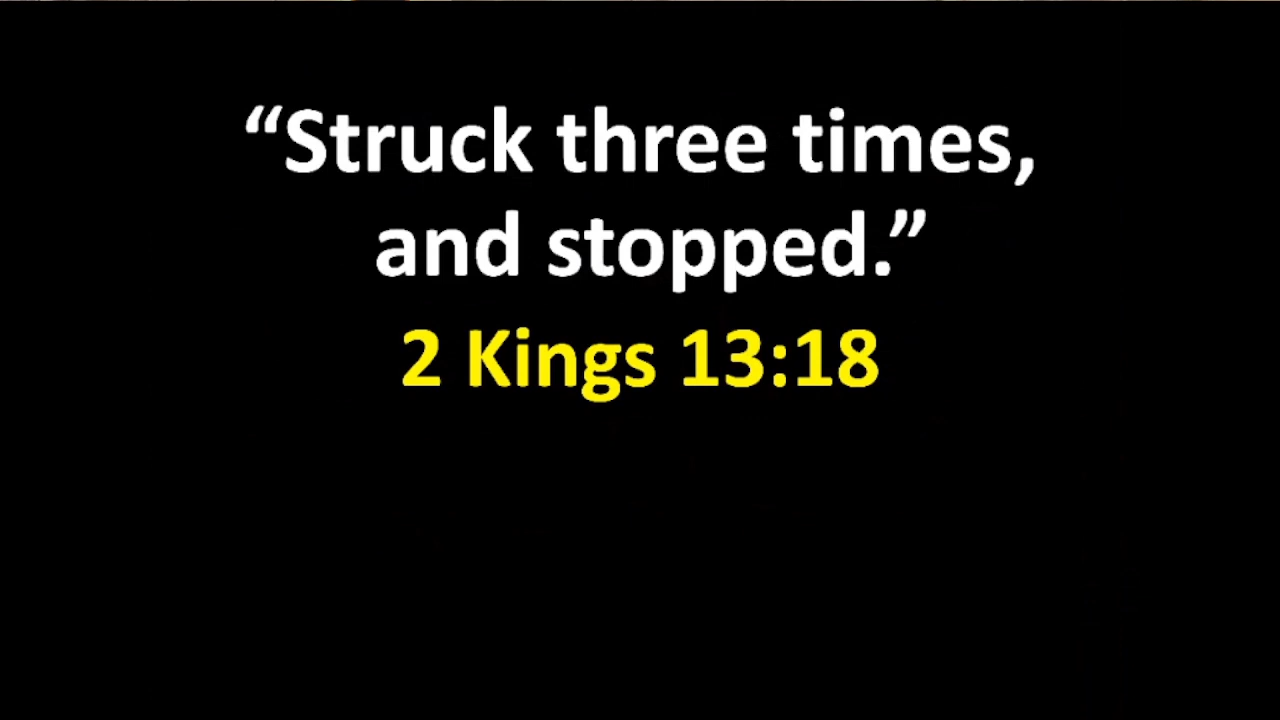 “Struck three times,
and stopped.”
2 Kings 13:18